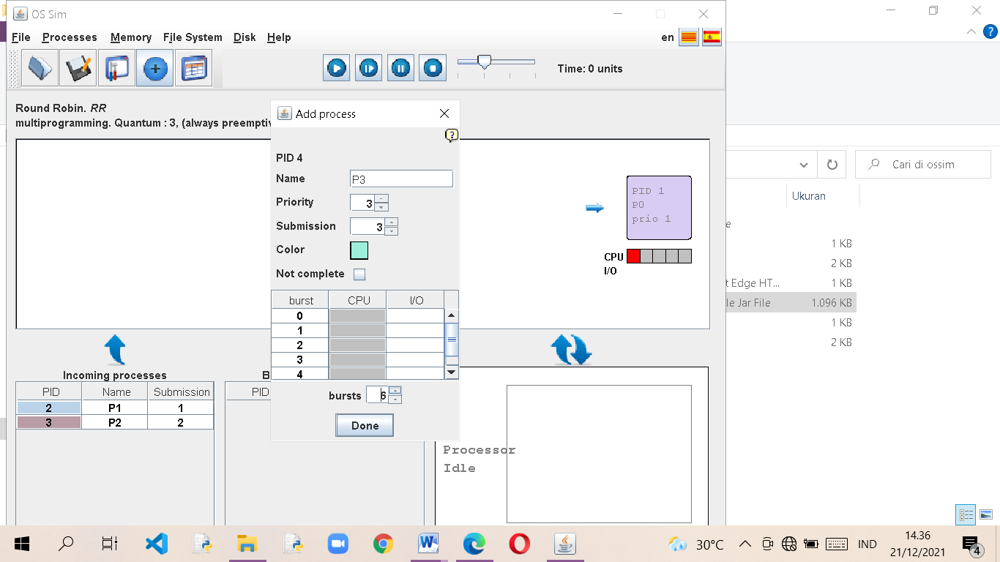 OS Sim
File Processes Memory File System Disk Help
en
Time: 0 units
Round Robin. RR
multiprogramming. Quantum : 3, (always preemptiv
Add process
?
PID 4
Name P3
Priority 3
Submission 3
Color
Not complete
burst CPU I/O
0
1
2
3
4
bursts 6
Done
PID 1
P0
prio 1
CPU
I/O
Incoming processes
PID Name Submission
2 P1 1
3 P2 2
B
PID
Processor
Idle
Cari di ossim
Ukuran
e
1 KB
2 KB
t Edge HT... 1 KB
le Jar File 1.096 KB
1 KB
2 KB
30°C
IND
14.36
21/12/2021
4